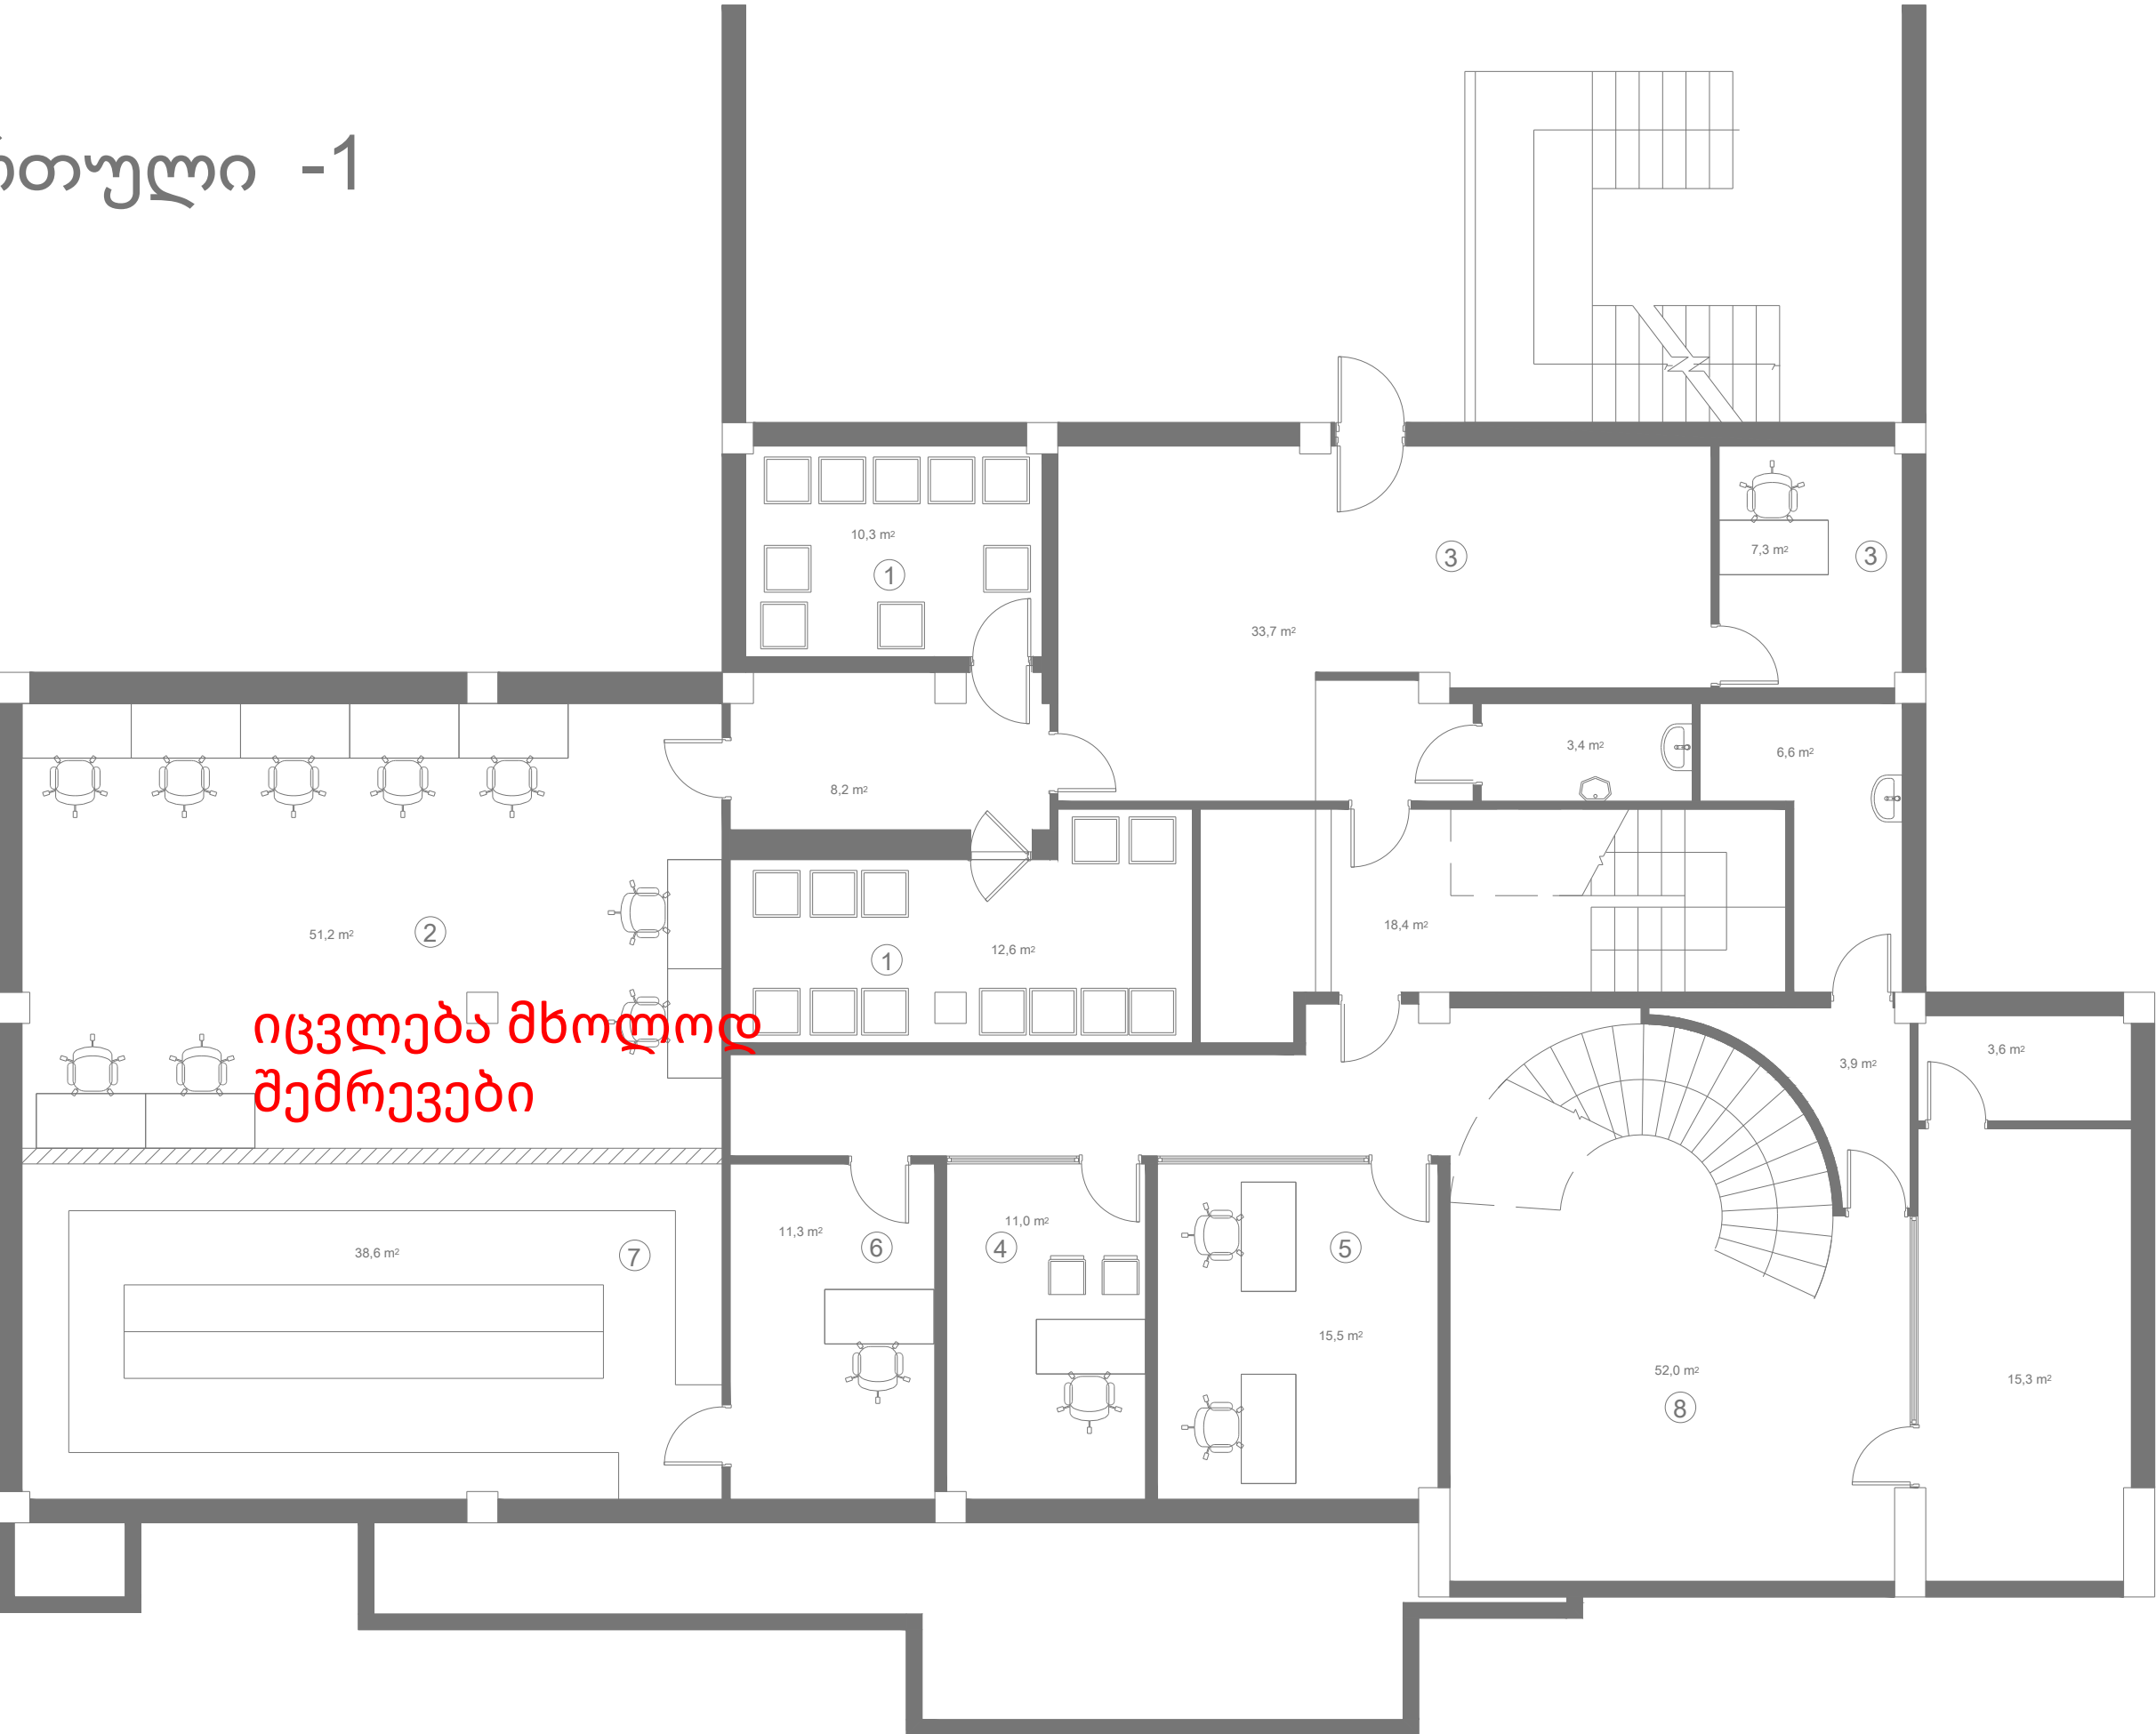 თული -1
10,3 m²
1
3
7,3 m²
3
33,7 m²
3,4 m²
6,6 m²
8,2 m²
51,2 m²
2
12,6 m²
1
18,4 m²
იცვლება მხოლოდ
შემრევები
3,9 m²
3,6 m²
38,6 m²
7
11,3 m²
6
11,0 m²
4
5
15,5 m²
52,0 m²
8
15,3 m²